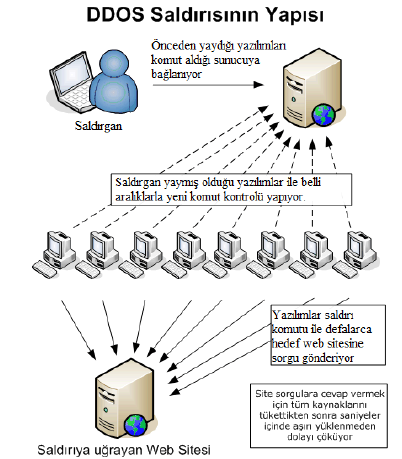 DDOS Saldırısının Yapısı
Önceden yaydığı yazılımları
komut aldığı sunucuya
bağlanıyor
Saldırgan
Saldırgan yaymış olduğu yazılımlar ile belli
aralıklarla yeni komut kontrolü yapıyor.
Yazılımlar saldırı
komutu ile defalarca
hedef web sitesine
sorgu gönderiyor
Site sorgulara cevap vermek
için tüm kaynaklarını
tükettikten sonra saniyeler
içinde aşırı yüklenmeden
dolayı çöküyor
Saldırıya uğrayan Web Sitesi